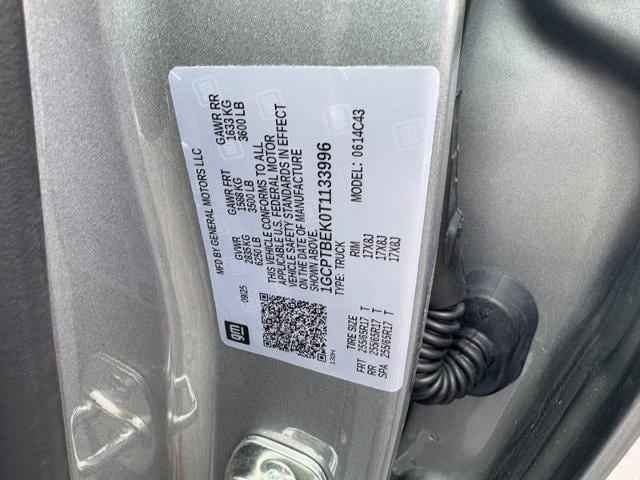 gm
MFD BY GENERAL MOTORS LLC
09/25 GVWR GAWR FRT GAWR RR
2835 KG 1588 KG 1633 KG
6250 LB 3500 LB 3600 LB
THIS VEHICLE CONFORMS TO ALL
APPLICABLE U.S. FEDERAL MOTOR
VEHICLE SAFETY STANDARDS IN EFFECT
ON THE DATE OF MANUFACTURE
SHOWN ABOVE.
1GCPTBEK0T1133996
TYPE: TRUCK MODEL: 0614C43
TIRE SIZE RIM
FRT 255/65R17 T 17X8J
RR 255/65R17 T 17X8J
SPA 255/65R17 T 17X8J